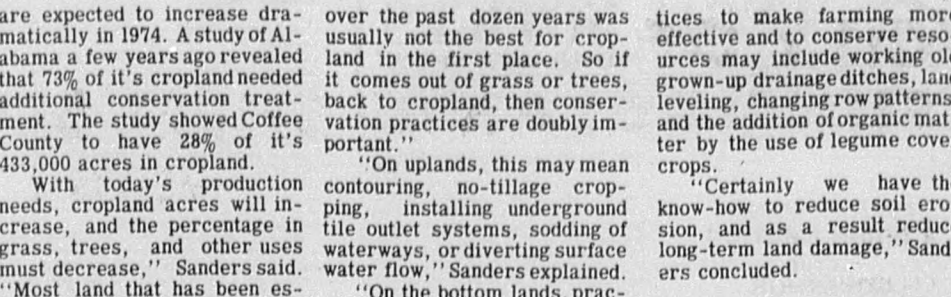 are expected to increase dra-
matically in 1974. A study of Al-
abama a few years ago revealed
that 73% of it's cropland needed
additional conservation treat-
ment. The study showed Coffee
County to have 28% of it's
433,000 acres in cropland.
With today's production
needs, cropland acres will in-
crease, and the percentage in
grass, trees, and other uses
must decrease," Sanders said.
"Most land that has been es-
over the past dozen years was
usually not the best for crop-
land in the first place. So if
it comes out of grass or trees,
back to cropland, then conser-
vation practices are doubly im-
portant."
"On uplands, this may mean
contouring, no-tillage crop-
ping, installing underground
tile outlet systems, sodding of
waterways, or diverting surface
water flow," Sanders explained.
"On the bottom lands, prac-
tices to make farming mor
effective and to conserve reso
urces may include working ol
grown-up drainage ditches, lan
leveling, changing row patterns
and the addition of organic mat
ter by the use of legume cove
crops.
"Certainly we have th
know-how to reduce soil ero
sion, and as a result reduc
long-term land damage," Sand
ers concluded.